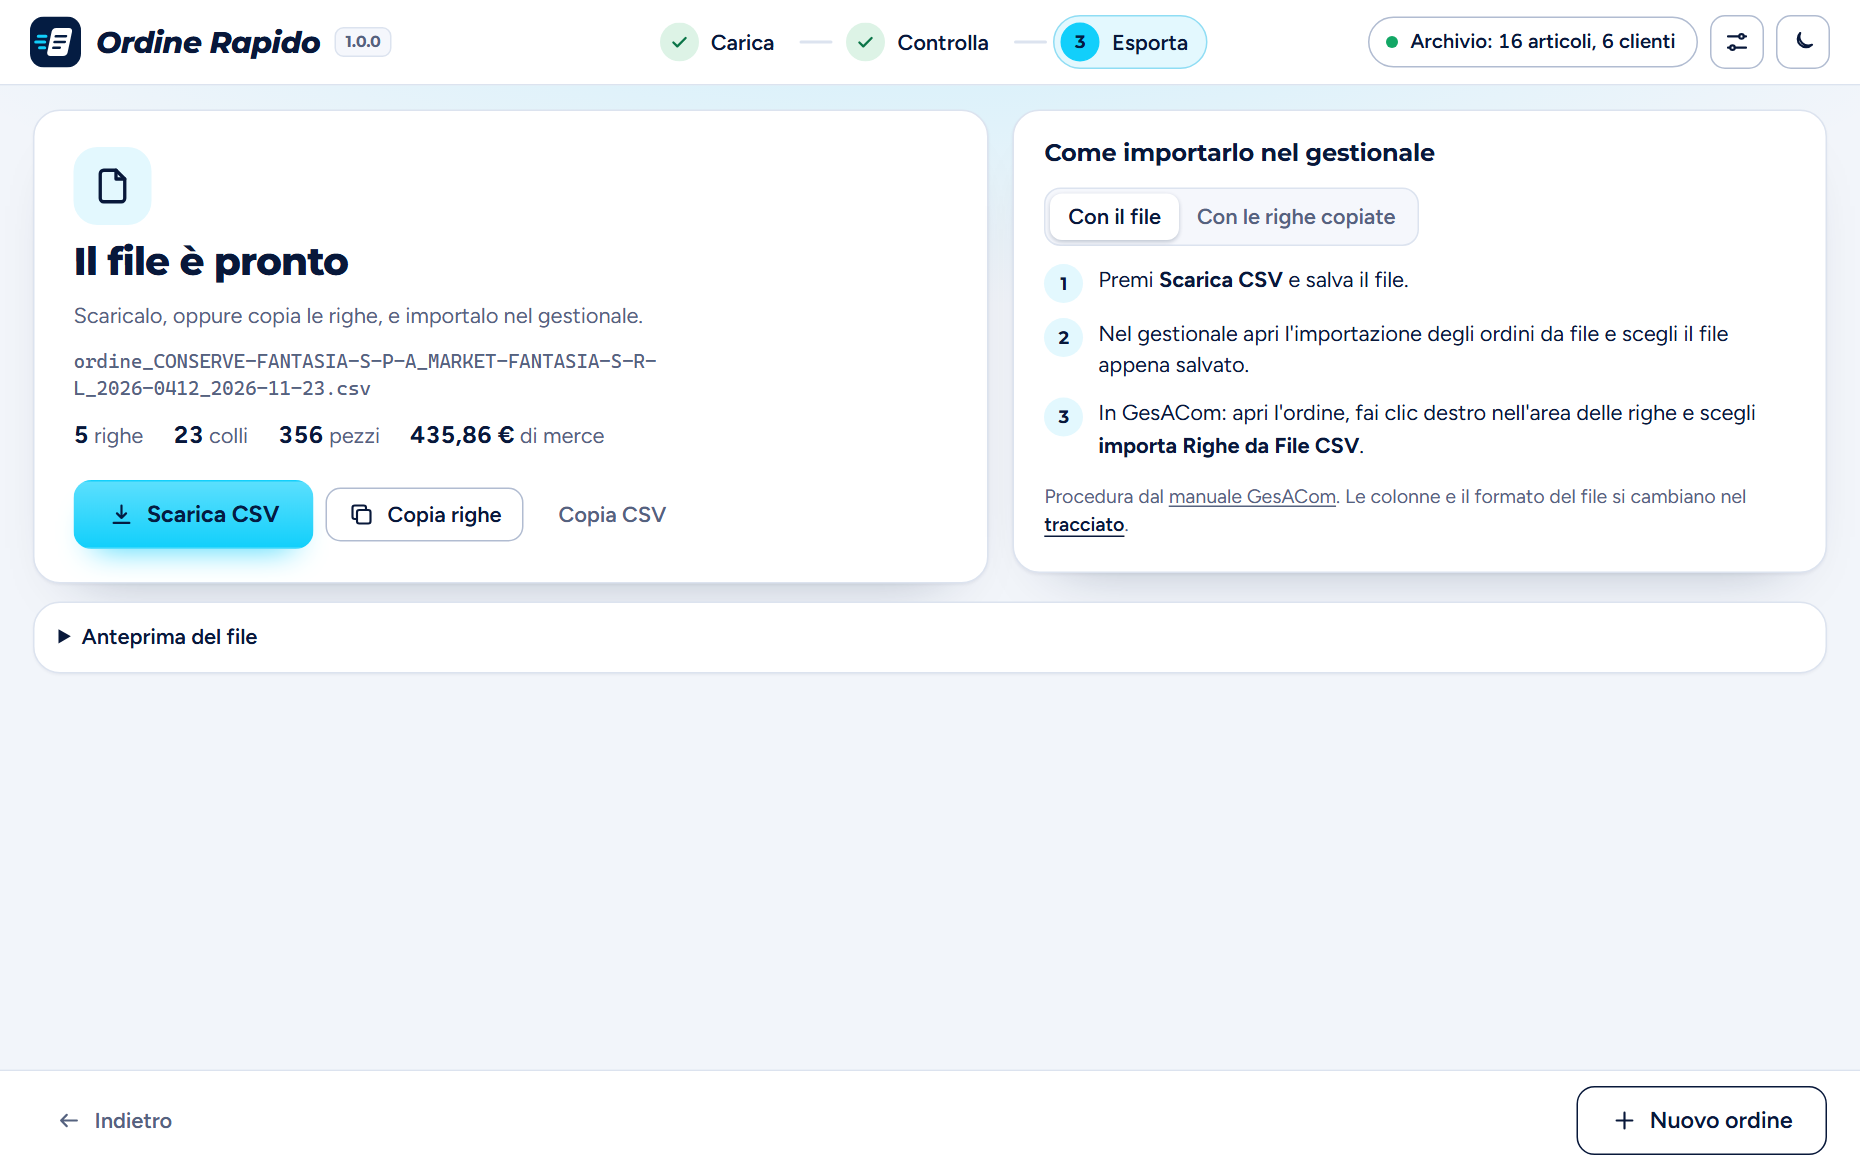 Ordine Rapido 1.0.0
Carica
Controlla
3 Esporta
Archivio: 16 articoli, 6 clienti
Il file è pronto
Scaricalo, oppure copia le righe, e importalo nel gestionale.
ordine_CONSERVE-FANTASIA-S-P-A_MARKET-FANTASIA-S-R-
L_2026-0412_2026-11-23.csv
5 righe 23 colli 356 pezzi 435,86 € di merce
Scarica CSV
Copia righe
Copia CSV
Come importarlo nel gestionale
Con il file
Con le righe copiate
1 Premi Scarica CSV e salva il file.
2 Nel gestionale apri l'importazione degli ordini da file e scegli il file
appena salvato.
3 In GesACom: apri l'ordine, fai clic destro nell'area delle righe e scegli
importa Righe da File CSV.
Procedura dal manuale GesACom. Le colonne e il formato del file si cambiano nel
tracciato.
Anteprima del file
Indietro
Nuovo ordine